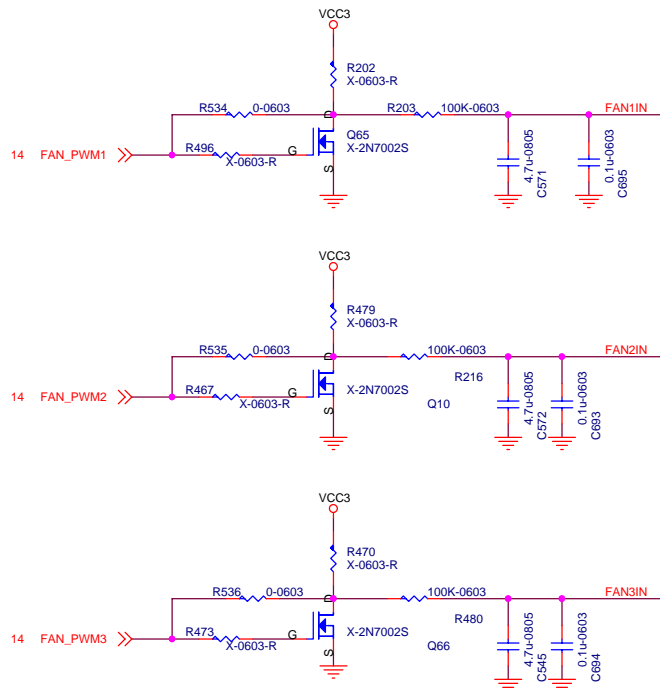 VCC3
R202
X-0603-R
R534 0-0603
D
R203 100K-0603
FAN1IN
14 FAN_PWM1
R496
X-0603-R
G
Q65
X-2N7002S
S
4.7u-0805
C571
0.1u-0603
C695
VCC3
R479
X-0603-R
R535 0-0603
D
100K-0603
R216
FAN2IN
14 FAN_PWM2
R467
X-0603-R
G
X-2N7002S
Q10
S
4.7u-0805
C572
0.1u-0603
C693
VCC3
R470
X-0603-R
R536 0-0603
D
100K-0603
R480
FAN3IN
14 FAN_PWM3
R473
X-0603-R
G
X-2N7002S
Q66
S
4.7u-0805
C545
0.1u-0603
C694